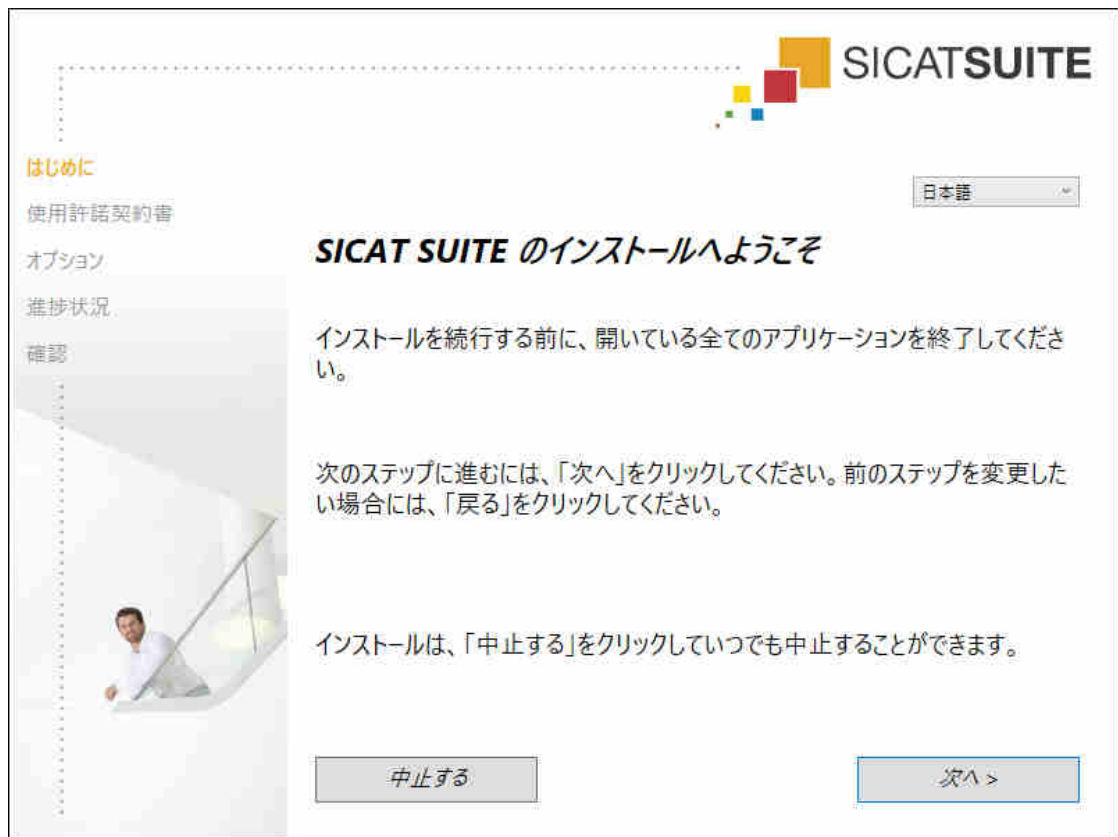 SICATSUITE
はじめに
使用許諾契約書
オプション
進捗状況
確認
日本語
SICAT SUITE のインストールへようこそ
インストールを続行する前に、開いている全てのアプリケーションを終了してくださ
い。
次のステップに進むには、「次へ」をクリックしてください。前のステップを変更した
い場合には、「戻る」をクリックしてください。
インストールは、「中止する」をクリックしていつでも中止することができます。
中止する
次へ >